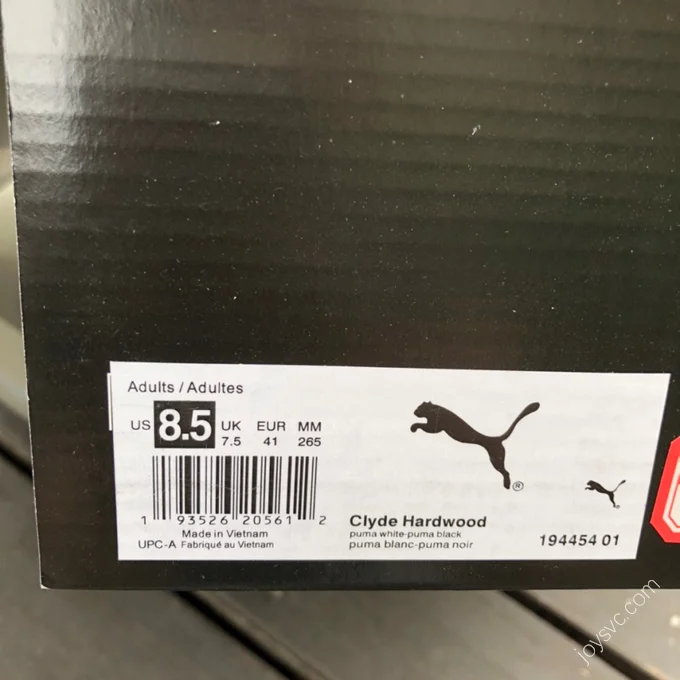 Adults / Adultes
US 8.5 UK 7.5 EUR 41 MM 265
1 93526 20561 2
Made in Vietnam
UPC-A Fabriqué au Vietnam
®
Clyde Hardwood
puma white-puma black
puma blanc-puma noir
194454 01
joysvc.com